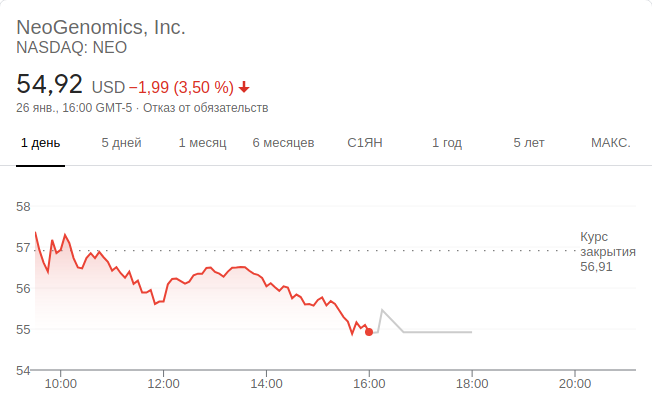 NeoGenomics, Inc.
NASDAQ: NEO
54,92 USD −1,99 (3,50 %)
26 янв., 16:00 GMT-5 · Отказ от обязательств
1 день 5 дней 1 месяц 6 месяцев С1ЯН 1 год 5 лет МАКС.
58
57
56
55
54
Курс
закрытия
56,91
10:00 12:00 14:00 16:00 18:00 20:00